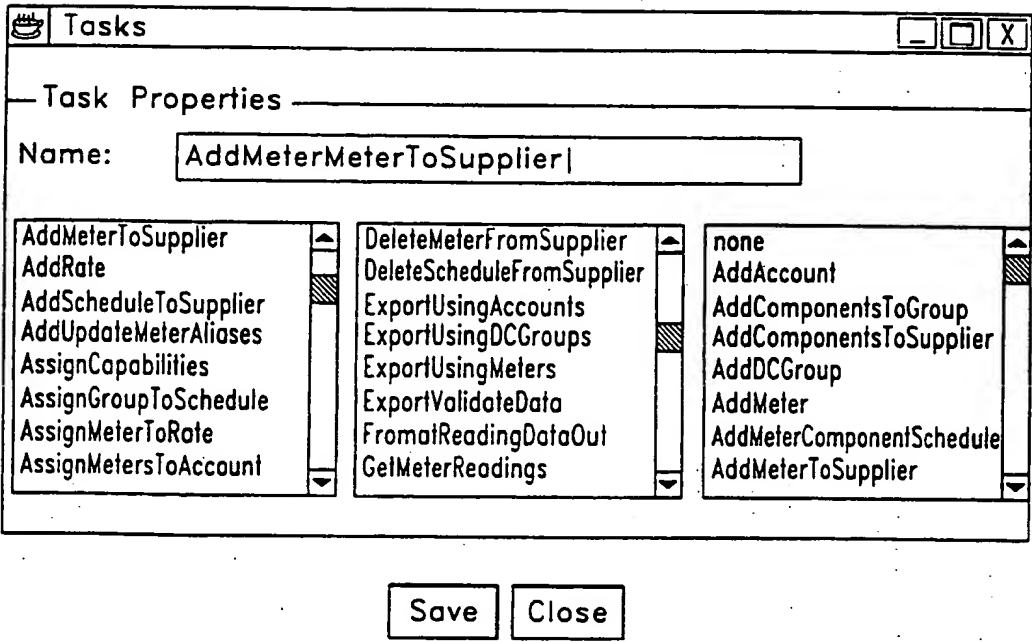 Tasks
_ X
Task Properties
Name: AddMeterMeterToSupplier|
AddMeterToSupplier
AddRate
AddScheduleToSupplier
AddUpdateMeterAliases
AssignCapabilities
AssignGroupToSchedule
AssignMeterToRate
AssignMetersToAccount
DeleteMeterFromSupplier
DeleteScheduleFromSupplier
ExportUsingAccounts
ExportUsingDCGroups
ExportUsingMeters
ExportValidateData
FromatReadingDataOut
GetMeterReadings
none
AddAccount
AddComponentsToGroup
AddComponentsToSupplier
AddDCGroup
AddMeter
AddMeterComponentSchedule
AddMeterToSupplier
Save Close